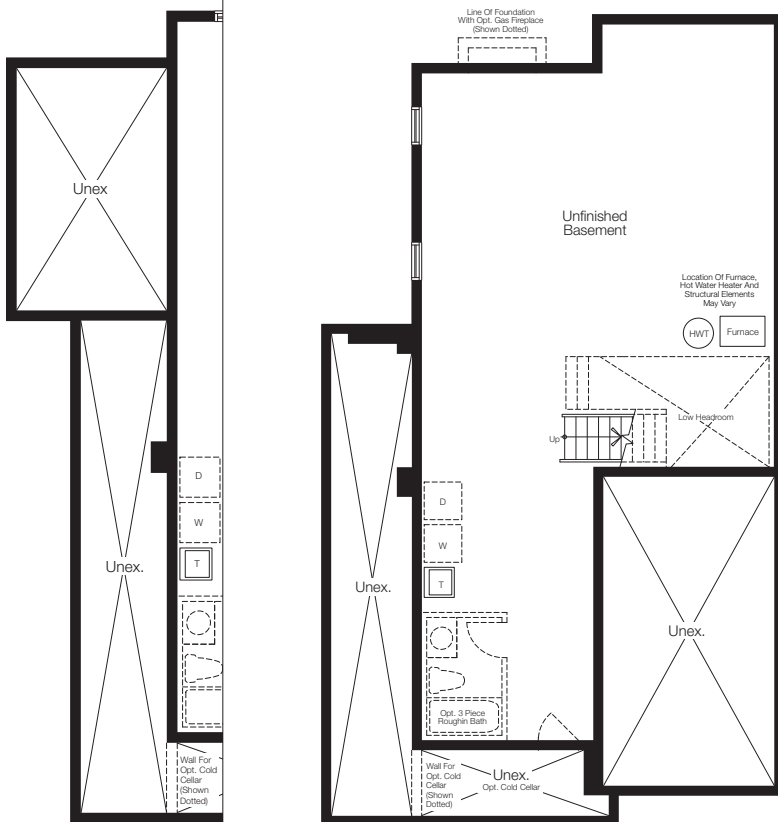 Unex
D
W
T
Unex.
Wall For
Opt. Cold
Cellar
(Shown
Dotted)
Line Of Foundation
With Opt. Gas Fireplace
(Shown Dotted)
Unfinished
Basement
Location Of Furnace,
Hot Water Heater And
Structural Elements
May Vary
HWT
Furnace
Low Headroom
Up
D
W
T
Unex.
Unex.
Opt. 3 Piece
Roughin Bath
Wall For
Opt. Cold
Cellar
(Shown
Dotted)
Unex.
Opt. Cold Cellar